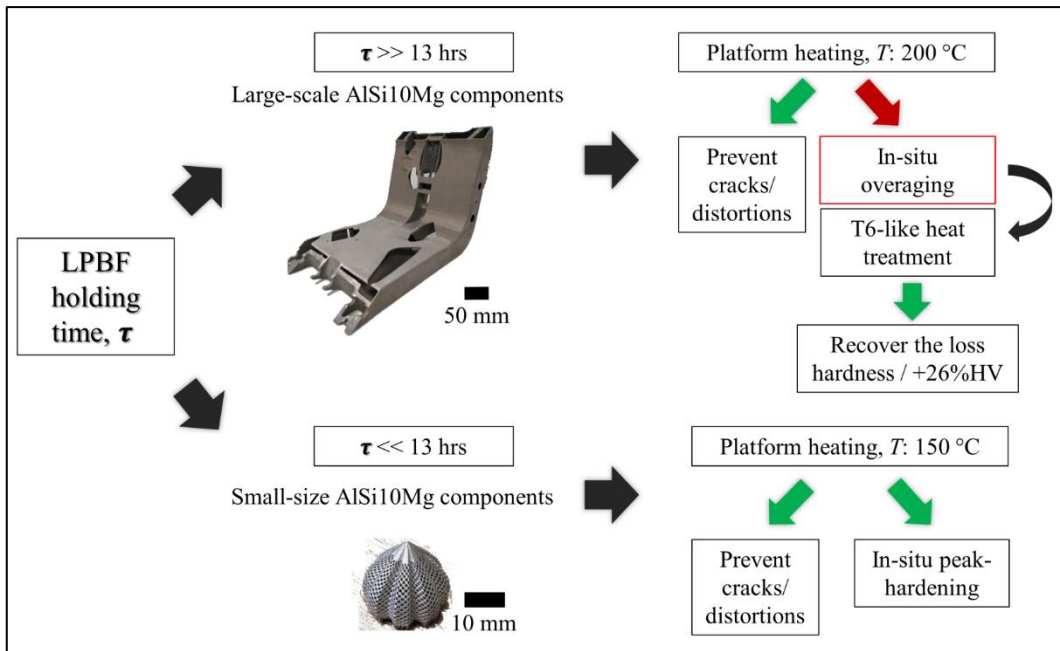 LPBF
holding
time, τ
τ >> 13 hrs
Large-scale AlSi10Mg components
50 mm
Platform heating, T: 200 °C
Prevent
cracks/
distortions
In-situ
overaging
T6-like heat
treatment
Recover the loss
hardness / +26%HV
τ << 13 hrs
Small-size AlSi10Mg components
10 mm
Platform heating, T: 150 °C
Prevent
cracks/
distortions
In-situ peak-
hardening